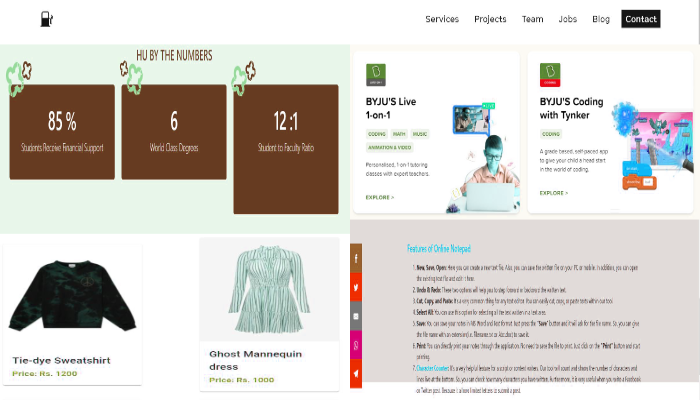 Services Projects Team Jobs Blog Contact
HU BY THE NUMBERS
85 %
Students Receive Financial Support
6
World Class Degrees
12 :1
Student to Faculty Ratio
BYJU'S Live
1-on-1
CODING MATH MUSIC
ANIMATION & VIDEO
Personalised, 1-on-1 tutoring
classes with expert teachers.
EXPLORE >
BYJU'S Coding
with Tynker
CODING
A grade based, self-paced app
to give your child a head start
in the world of coding.
EXPLORE >
Tie-dye Sweatshirt
Price: Rs. 1200
Ghost Mannequin
dress
Price: Rs. 1000
Features of Online Notepad
1. New, Save, Open: Here you can create a new text file. Also, you can save the written file on your PC or mobile. In addition, you can open
the existing text file and edit it here.
2. Undo & Redo: These two options will help you to step forward or backward the written text.
3. Cut, Copy, and Paste: It's a very common thing for any text editor. You can easily cut, copy, or paste texts within our tool.
4. Select All: You can use this option for selecting all the text written in a text area.
5. Save: You can save your notes in MS Word and text format. Just press the "Save" button and it will ask for the file name. So, you can give
the file name with an extension(i.e. filename.txt or .doc) to save it.
6. Print: You can directly print your notes through the application. No need to save the file to print. Just click on the "Print" button and start
printing.
7. Character Counter: It's a very helpful feature for a social or content writers. Our tool will count and show the number of characters and
lines live at the bottom. So, you can check how many characters you have written. Furthermore, it is very useful when you write a Facebook
or Twitter post. Because it allows limited letters to submit a post.